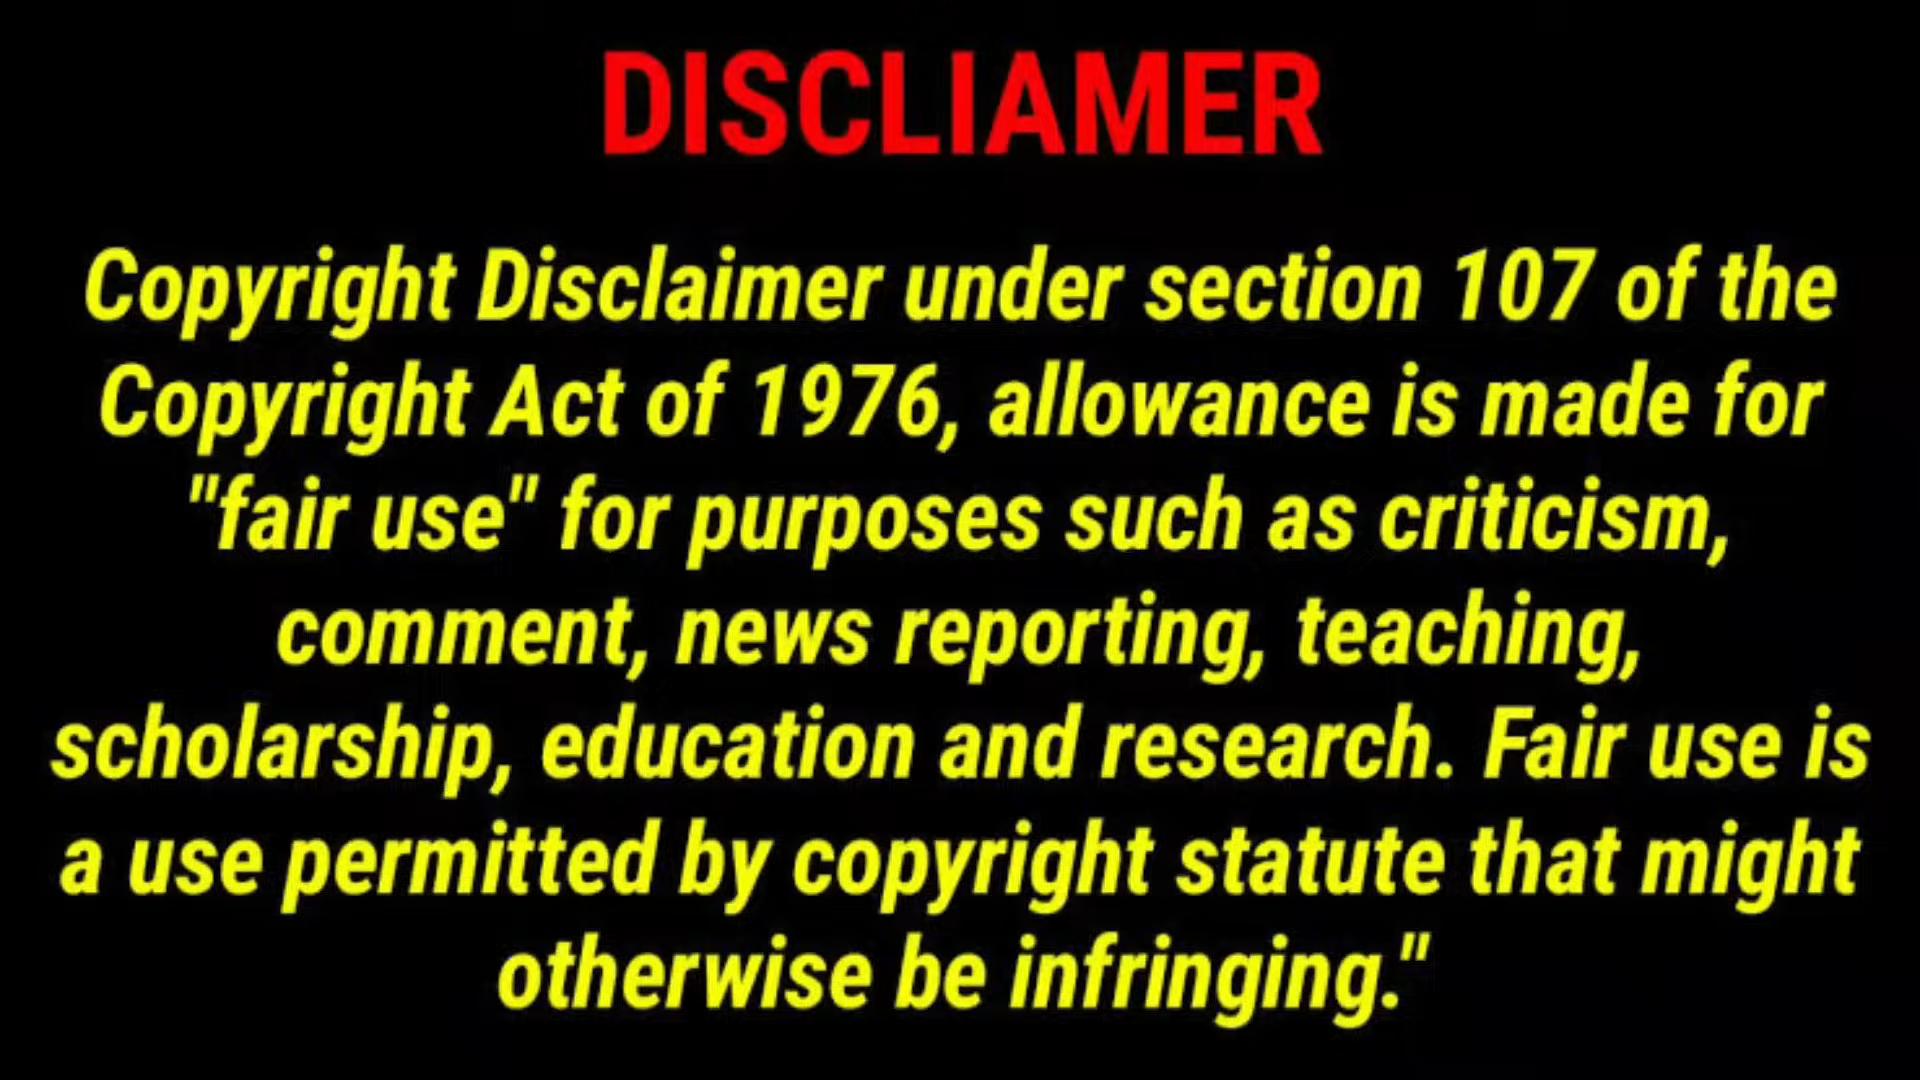 DISCLIAMER
Copyright Disclaimer under section 107 of the
Copyright Act of 1976, allowance is made for
"fair use" for purposes such as criticism,
comment, news reporting, teaching,
scholarship, education and research. Fair use is
a use permitted by copyright statute that might
otherwise be infringing."